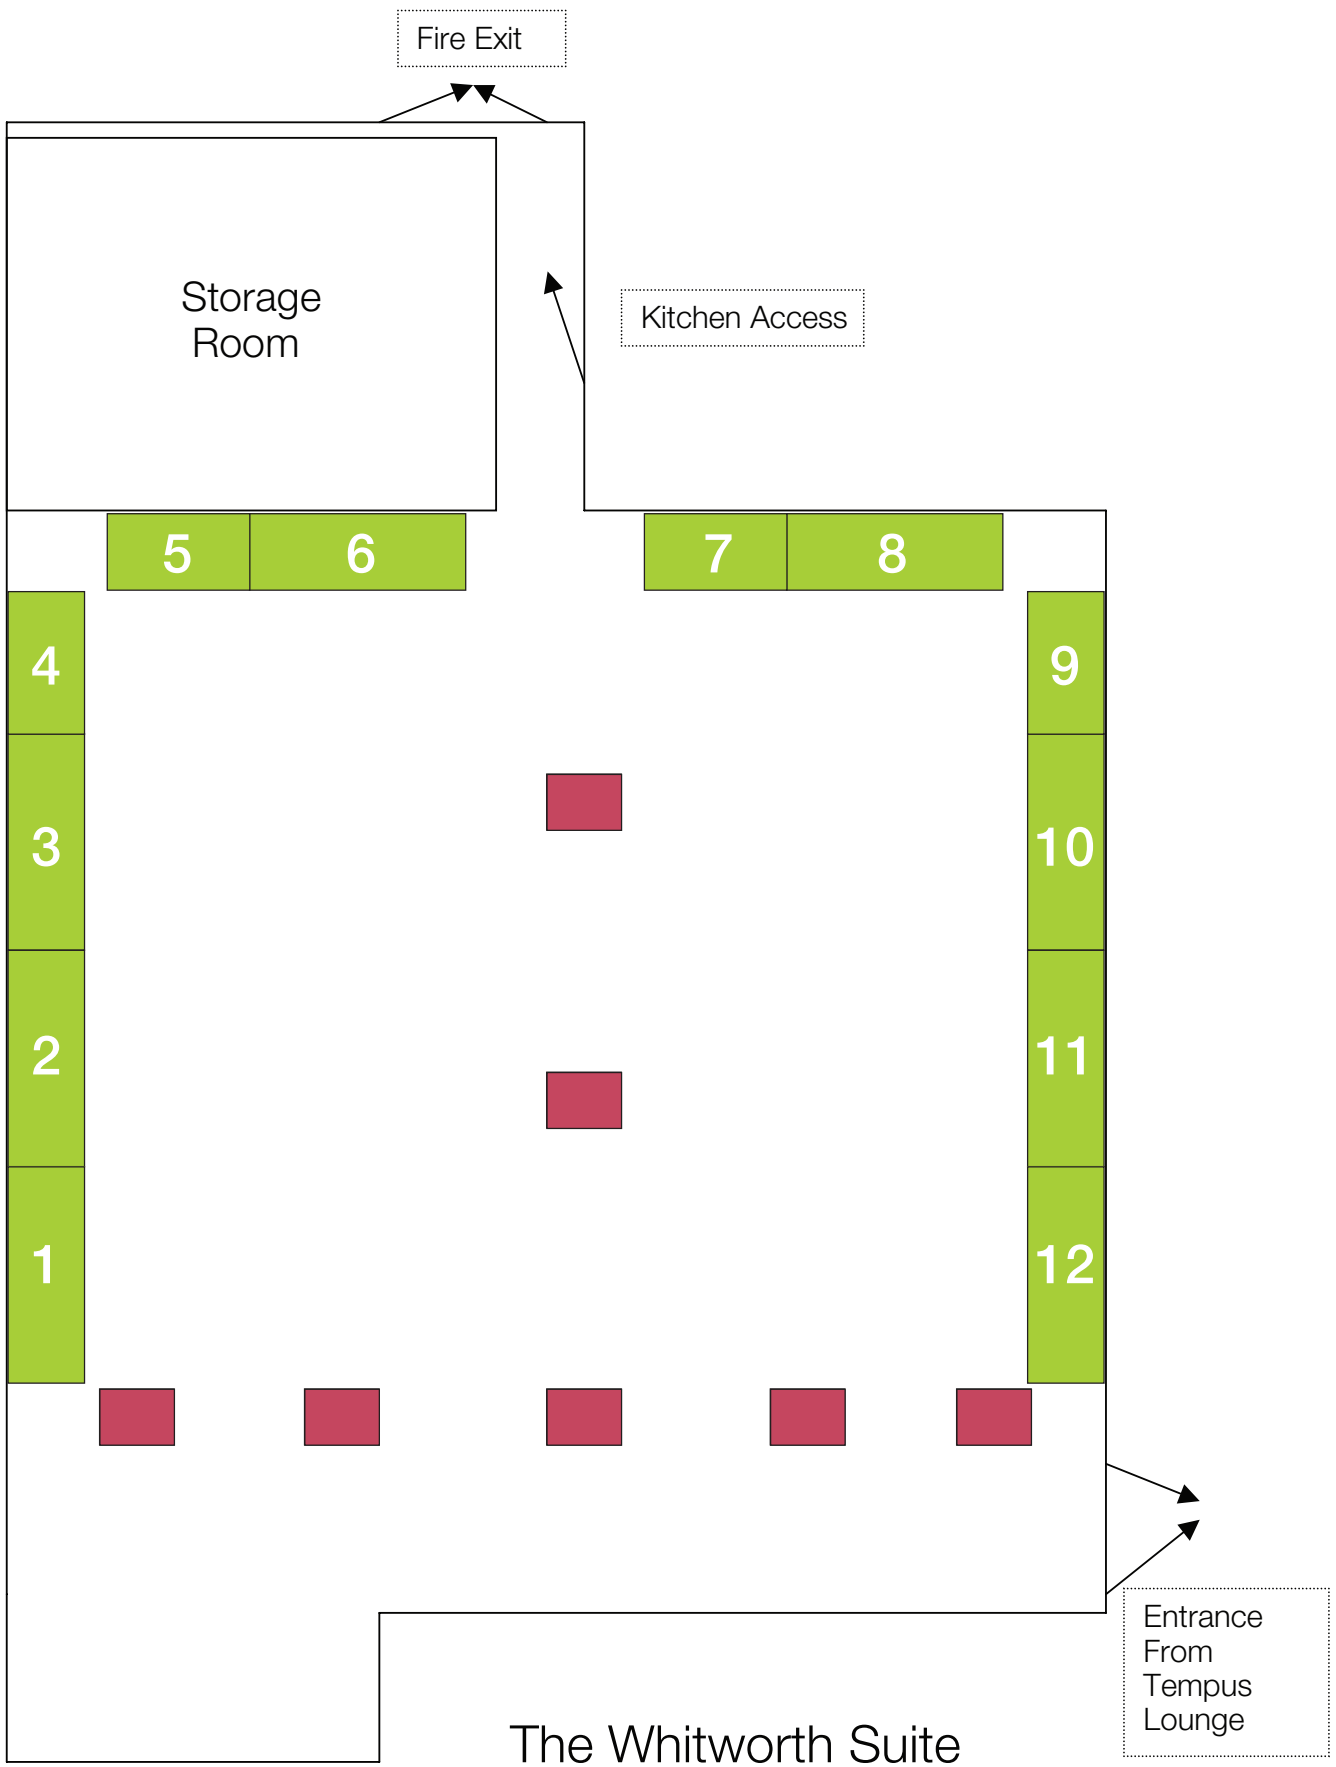 Fire Exit
Storage
Room
Kitchen Access
5
6
7
8
4
9
3
10
2
11
1
12
Entrance
From
Tempus
Lounge
The Whitworth Suite